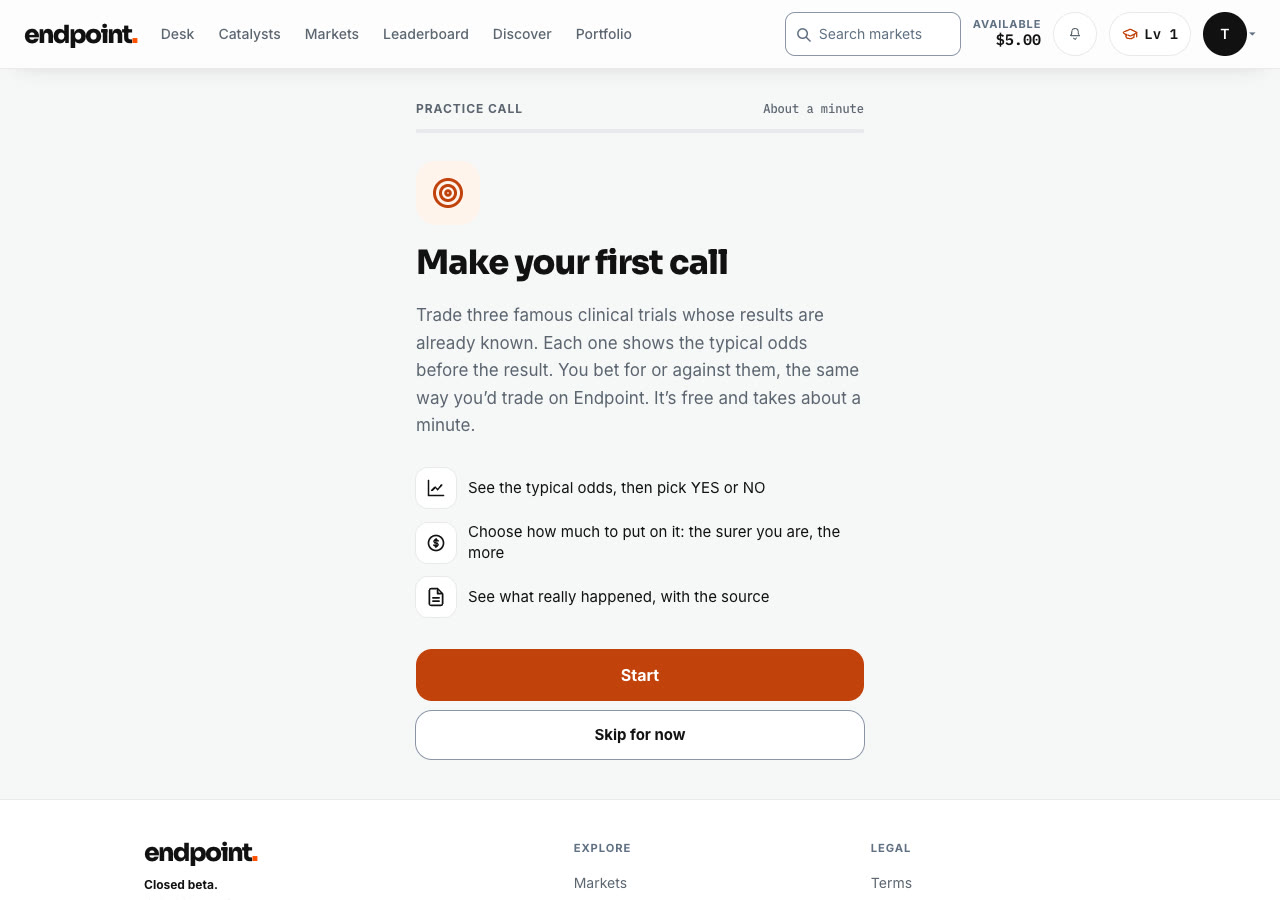 endpoint.
Desk
Catalysts
Markets
Leaderboard
Discover
Portfolio
Search markets
AVAILABLE
$5.00
Lv 1
T
PRACTICE CALL
About a minute
Make your first call
Trade three famous clinical trials whose results are
already known. Each one shows the typical odds
before the result. You bet for or against them, the same
way you’d trade on Endpoint. It’s free and takes about a
minute.
See the typical odds, then pick YES or NO
Choose how much to put on it: the surer you are, the
more
See what really happened, with the source
Start
Skip for now
endpoint.
Closed beta.
EXPLORE
Markets
LEGAL
Terms